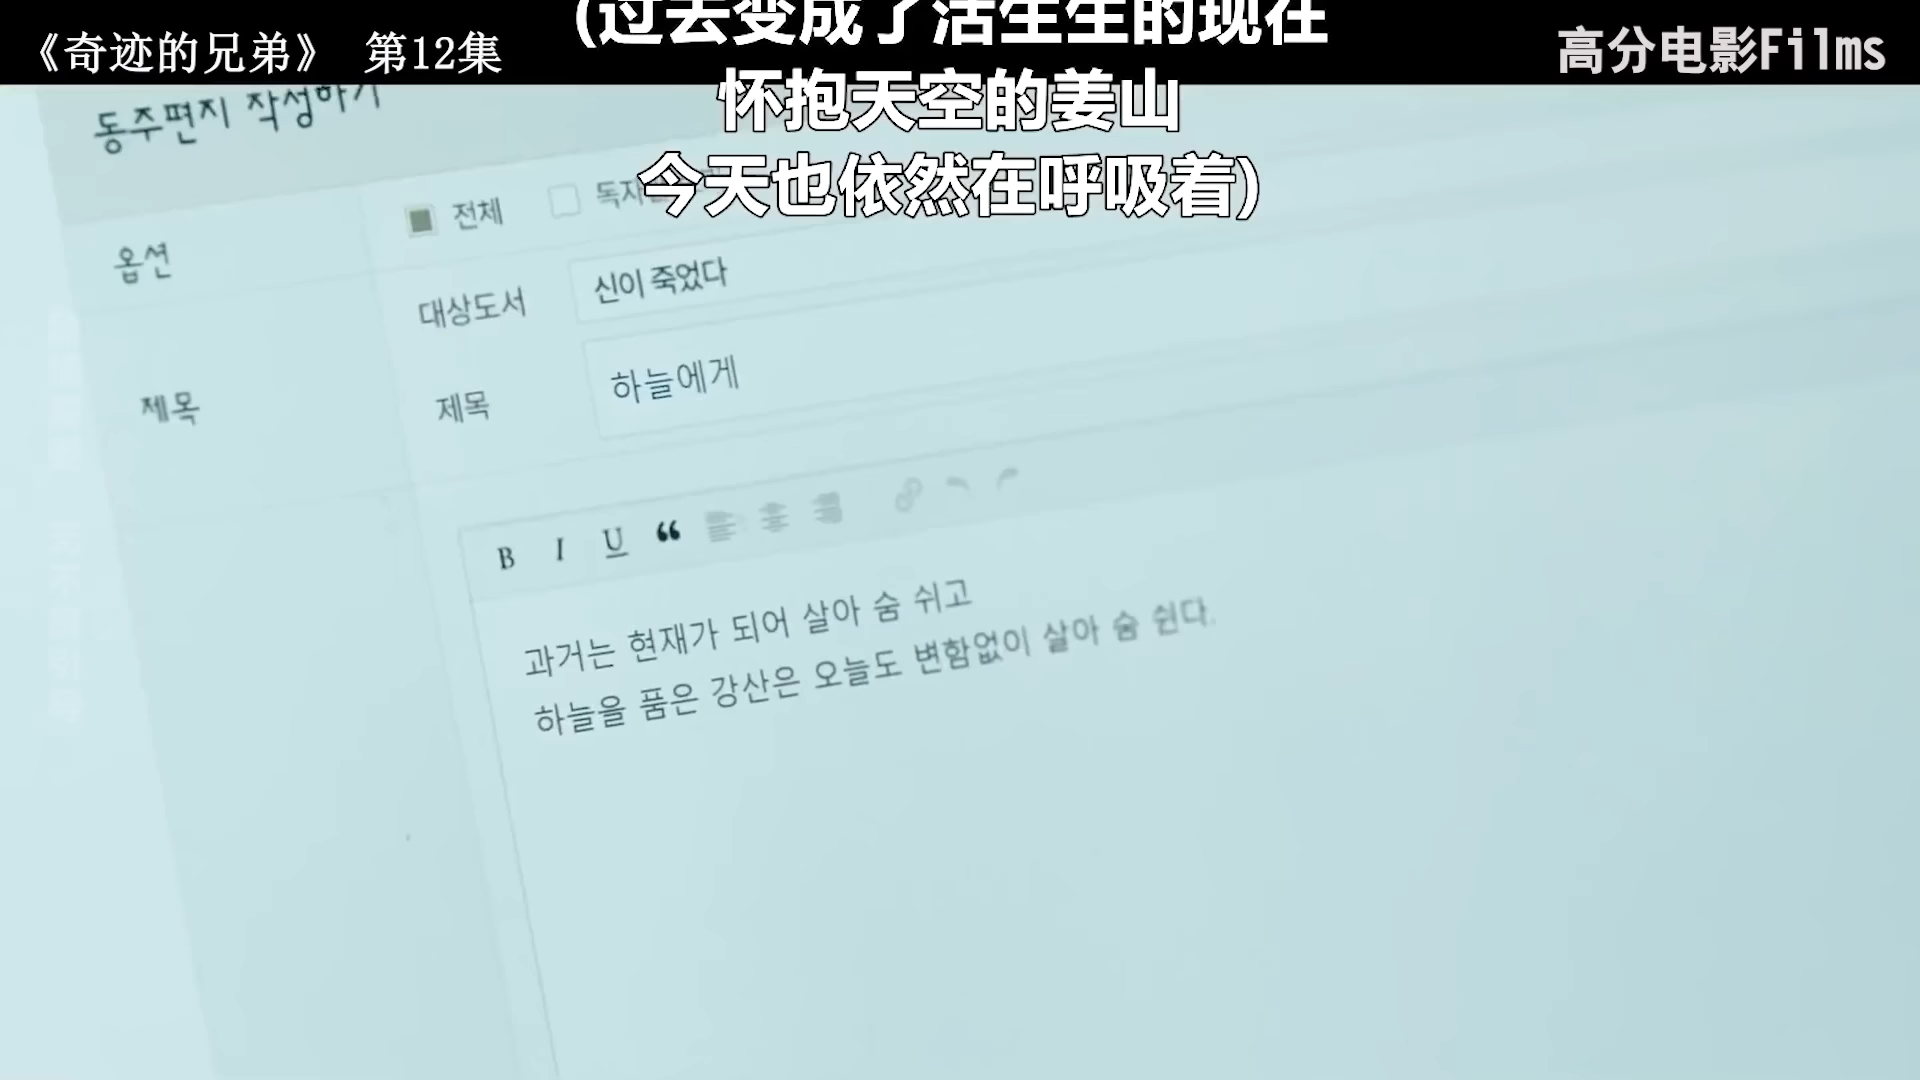 《奇迹的兄弟》 第12集
高分电影Films
(过去变成了活生生的现在
怀抱天空的姜山
今天也依然在呼吸着)
동주편지 작성하기
옵션
전체
독자
대상도서
신이 죽었다
제목
제목
하늘에게
B I U “
과거는 현재가 되어 살아 숨 쉬고
하늘을 품은 강산은 오늘도 변함없이 살아 숨 쉰다.